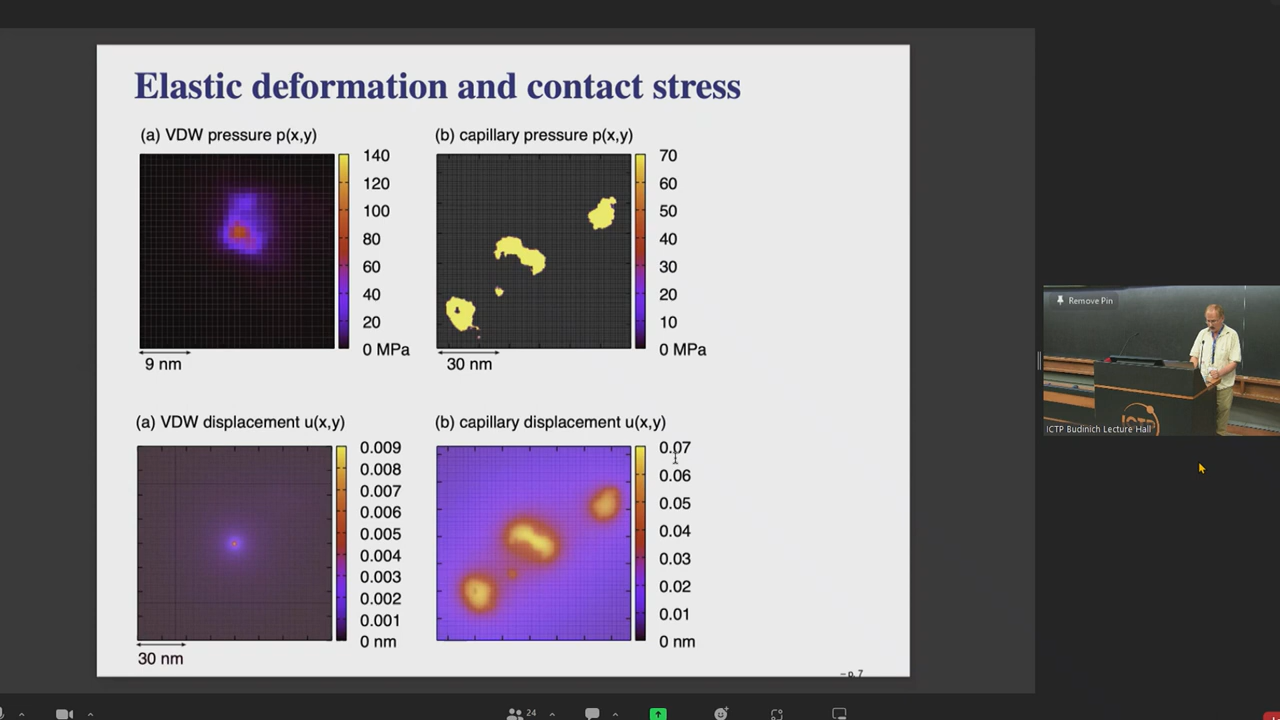 Elastic deformation and contact stress
(a) VDW pressure p(x,y)
140
120
100
80
60
40
20
0 MPa
9 nm
(b) capillary pressure p(x,y)
70
60
50
40
30
20
10
0 MPa
30 nm
(a) VDW displacement u(x,y)
0.009
0.008
0.007
0.006
0.005
0.004
0.003
0.002
0.001
0 nm
30 nm
(b) capillary displacement u(x,y)
0.07
0.06
0.05
0.04
0.03
0.02
0.01
0 nm
– p. 7
Remove Pin
ICTP
ICTP Budinich Lecture Hall
24